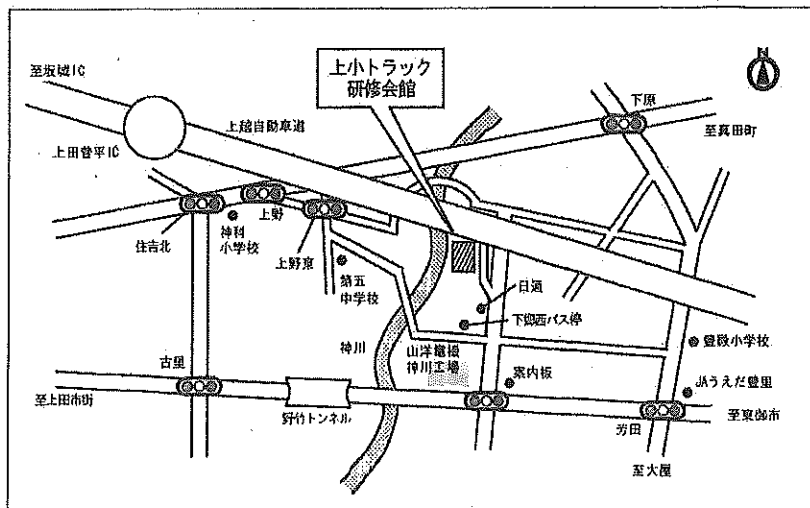 上小トラック
研修会館
N
至坂城IC
上田菅平IC
上越自動車道
下原
至真田町
住吉北
上野
神科
小学校
上野東
第五
中学校
日通
下郷西バス停
神川
山洋電機
神川工場
豊殿小学校
古里
案内板
JAうえだ豊里
至上田市街
野竹トンネル
芳田
至東御市
至大屋